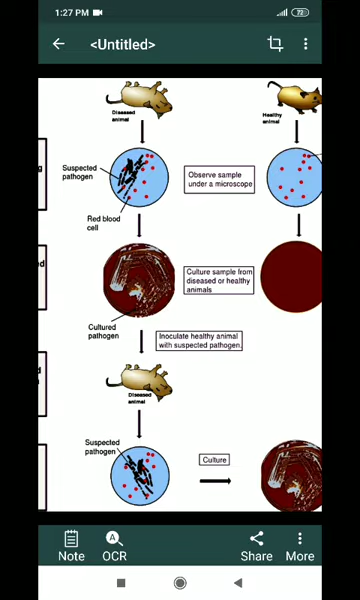 1:27 PM
72
<Untitled>
Diseased
animal
Healthy
animal
Suspected
pathogen
Observe sample
under a microscope
Red blood
cell
Culture sample from
diseased or healthy
animals
Cultured
pathogen
Inoculate healthy animal
with suspected pathogen.
Diseased
animal
Suspected
pathogen
Culture
Note
A
OCR
Share
More